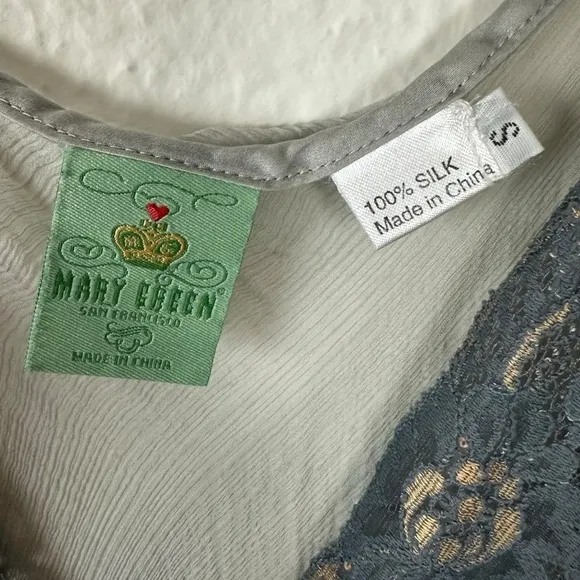 M G
MARY GREEN®
SAN FRANCISCO
MADE IN CHINA
100% SILK
Made in China
S